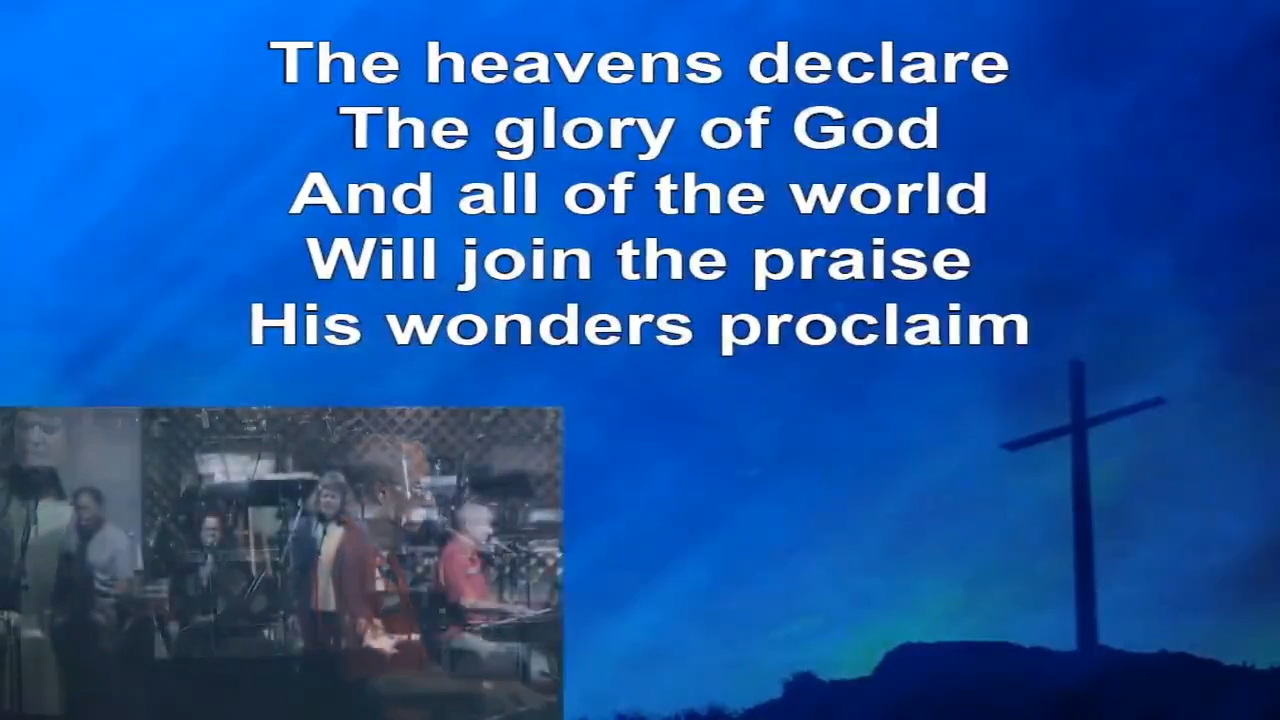 The heavens declare
The glory of God
And all of the world
Will join the praise
His wonders proclaim